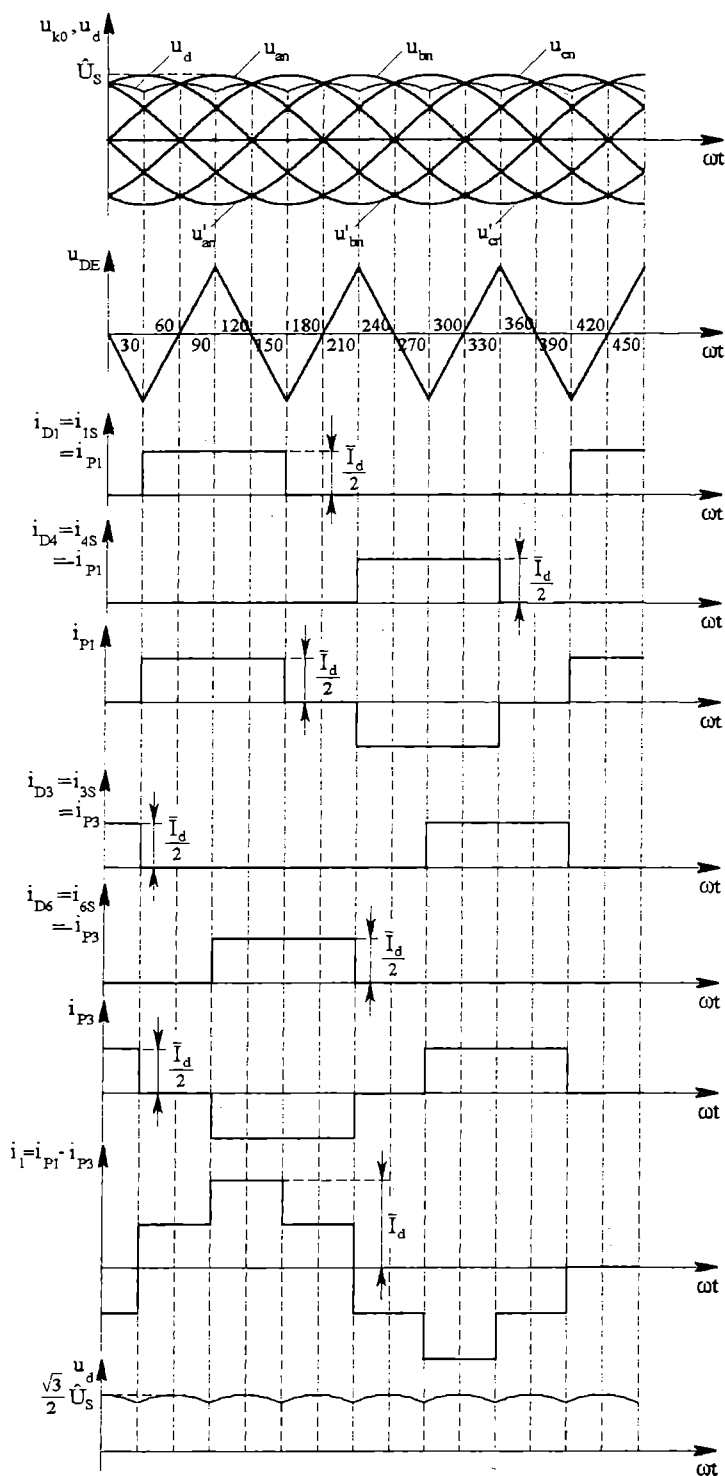 u_k0, u_d
u_d
u_an
u_bn
u_cn
Û_S
ωt
u'_an
u'_bn
u'_cn
u_DE
60 120 180 240 300 360 420
30 90 150 210 270 330 390 450
ωt
i_D1=i_1S
=i_P1
Ī_d
2
ωt
i_D4=i_4S
=-i_P1
Ī_d
2
ωt
i_P1
Ī_d
2
ωt
i_D3=i_3S
=i_P3
Ī_d
2
ωt
i_D6=i_6S
=-i_P3
Ī_d
2
ωt
i_P3
Ī_d
2
ωt
i_1=i_P1-i_P3
Ī_d
ωt
u_d
√3
2
Û_S
ωt